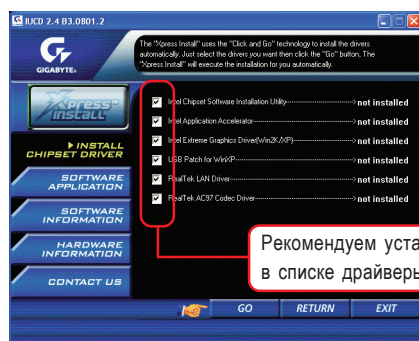 IUCD 2.4 B3.0801.2
GIGABYTE
The "Xpress Install" uses the "Click and Go" technology to install the drivers
automatically. Just select the drivers you want then click the "Go" button. The
"Xpress Install" will execute the installation for you automatically.
Xpress
INSTALL
INSTALL
CHIPSET DRIVER
SOFTWARE
APPLICATION
SOFTWARE
INFORMATION
HARDWARE
INFORMATION
CONTACT US
Intel Chipset Software Installation Utility not installed
Intel Application Accelerator not installed
Intel Extreme Graphics Driver(Win2K/XP) not installed
USB Patch for WinXP not installed
RealTek LAN Driver not installed
RealTek AC97 Codec Driver not installed
Рекомендуем уста
в списке драйверы
GO RETURN EXIT